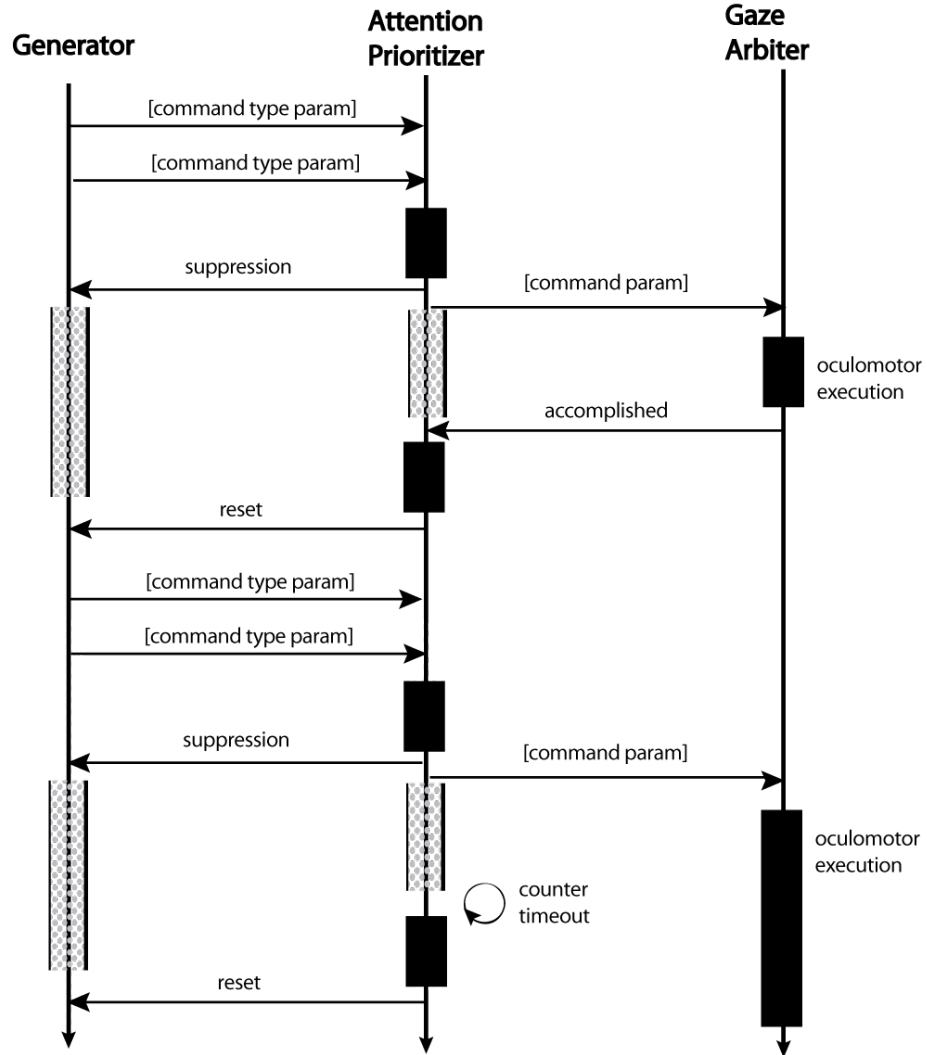 Generator
Attention
Prioritizer
Gaze
Arbiter
[command type param]
[command type param]
suppression
[command param]
oculomotor
execution
accomplished
reset
[command type param]
[command type param]
suppression
[command param]
oculomotor
execution
counter
timeout
reset